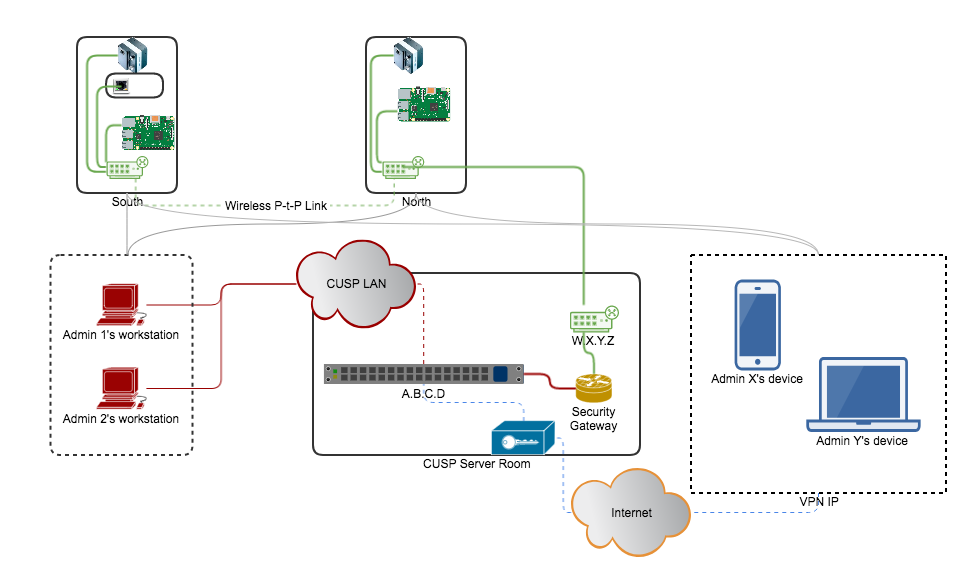 South
Wireless P-t-P Link
North
CUSP LAN
Admin 1's workstation
W.X.Y.Z
Admin X's device
A.B.C.D
Admin 2's workstation
Security
Gateway
Admin Y's device
CUSP Server Room
VPN IP
Internet